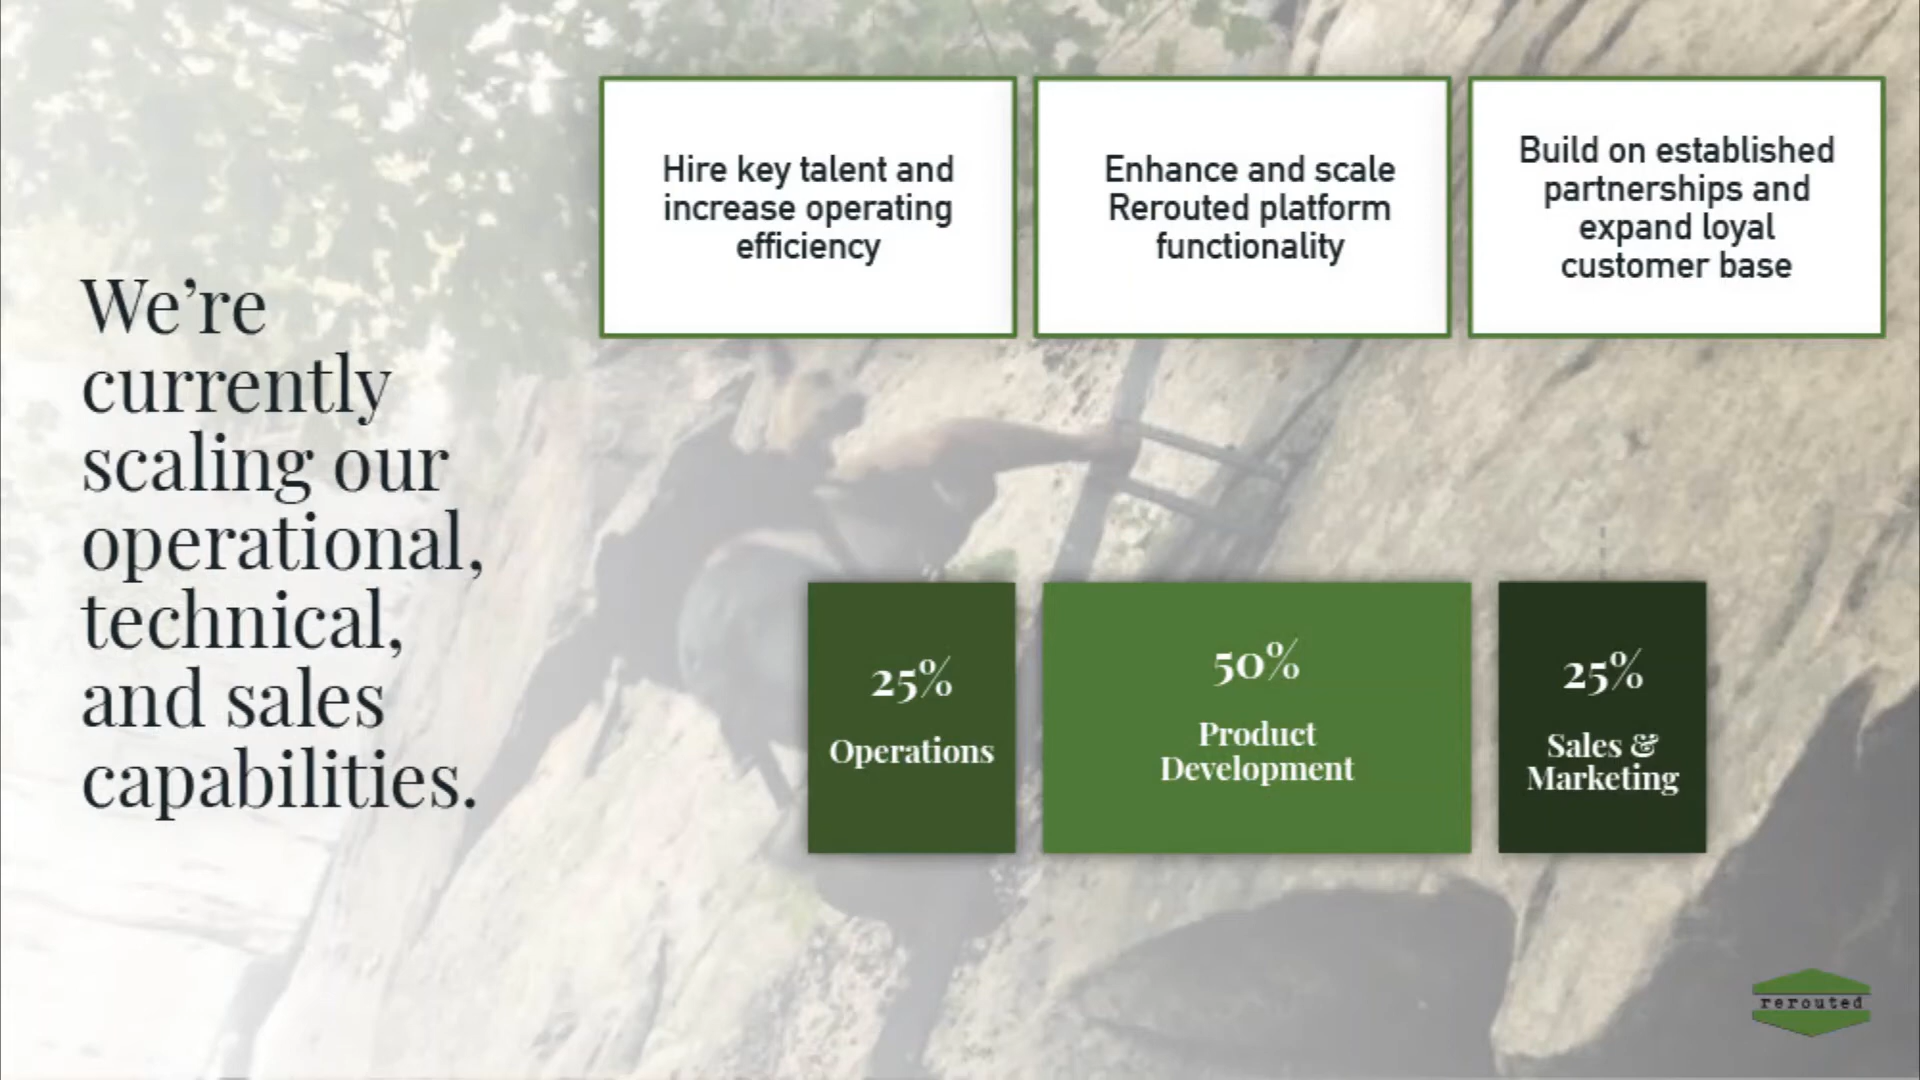 We’re
currently
scaling our
operational,
technical,
and sales
capabilities.
Hire key talent and
increase operating
efficiency
Enhance and scale
Rerouted platform
functionality
Build on established
partnerships and
expand loyal
customer base
25%
Operations
50%
Product
Development
25%
Sales &
Marketing
rerouted